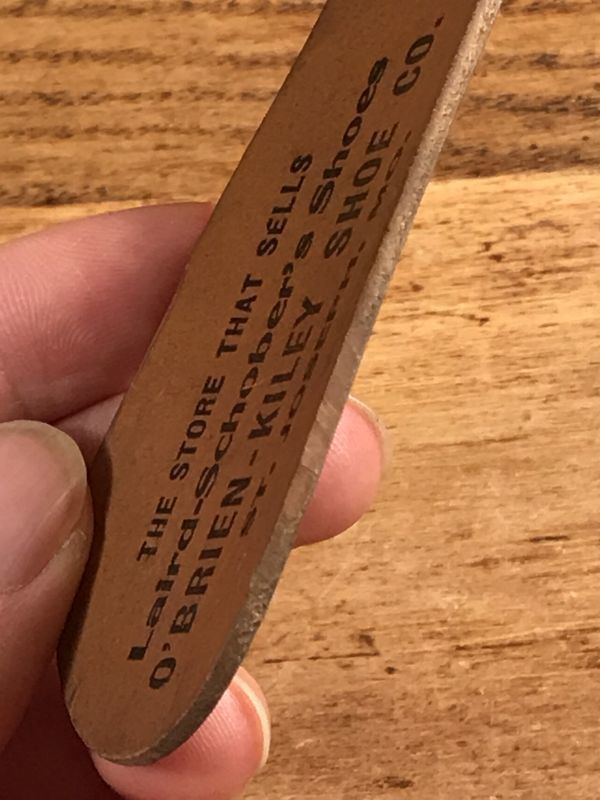 THE STORE THAT SELLS
Laird-Schober's Shoes
O'BRIEN-KILEY SHOE CO.
ST. JOSEPH, MO.